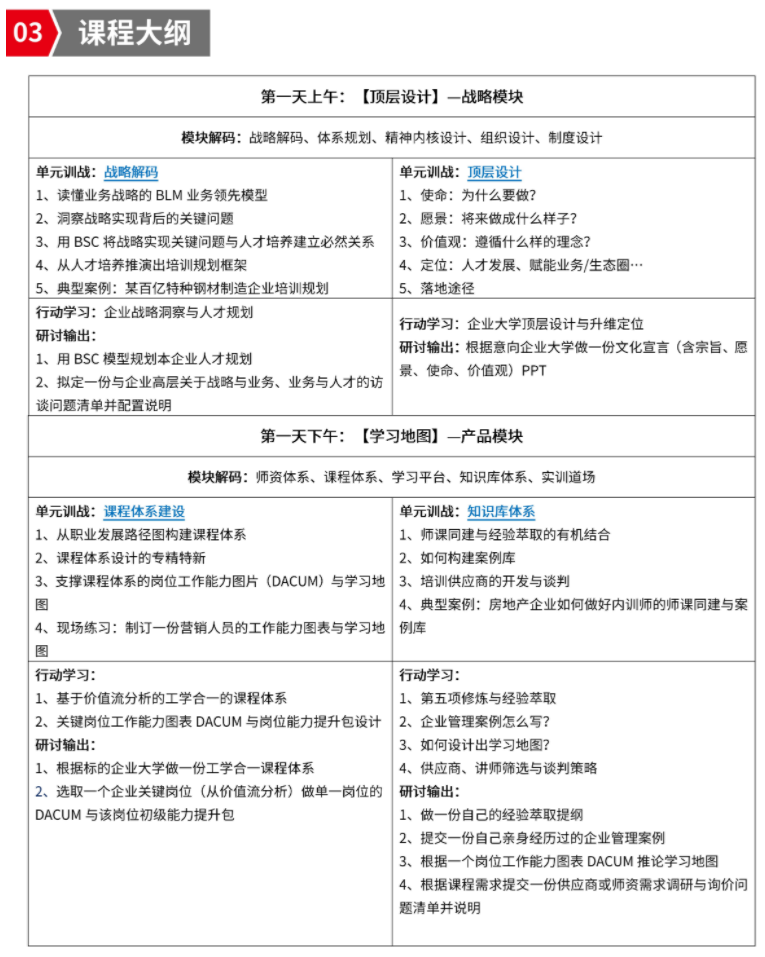 03 课程大纲
第一天上午：【顶层设计】—战略模块
模块解码：战略解码、体系规划、精神内核设计、组织设计、制度设计
单元训战：战略解码
1、读懂业务战略的 BLM 业务领先模型
2、洞察战略实现背后的关键问题
3、用 BSC 将战略实现关键问题与人才培养建立必然关系
4、从人才培养推演出培训规划框架
5、典型案例：某百亿特种钢材制造企业培训规划
单元训战：顶层设计
1、使命：为什么要做？
2、愿景：将来做成什么样子？
3、价值观：遵循什么样的理念？
4、定位：人才发展、赋能业务/生态圈…
5、落地途径
行动学习：企业战略洞察与人才规划
研讨输出：
1、用 BSC 模型规划本企业人才规划
2、拟定一份与企业高层关于战略与业务、业务与人才的访
谈问题清单并配置说明
行动学习：企业大学顶层设计与升维定位
研讨输出：根据意向企业大学做一份文化宣言（含宗旨、愿
景、使命、价值观）PPT
第一天下午：【学习地图】—产品模块
模块解码：师资体系、课程体系、学习平台、知识库体系、实训道场
单元训战：课程体系建设
1、从职业发展路径图构建课程体系
2、课程体系设计的专精特新
3、支撑课程体系的岗位工作能力图片（DACUM）与学习地
图
4、现场练习：制订一份营销人员的工作能力图表与学习地
图
单元训战：知识库体系
1、师课同建与经验萃取的有机结合
2、如何构建案例库
3、培训供应商的开发与谈判
4、典型案例：房地产企业如何做好内训师的师课同建与案
例库
行动学习：
1、基于价值流分析的工学合一的课程体系
2、关键岗位工作能力图表 DACUM 与岗位能力提升包设计
研讨输出：
1、根据标的企业大学做一份工学合一课程体系
2、选取一个企业关键岗位（从价值流分析）做单一岗位的
DACUM 与该岗位初级能力提升包
行动学习：
1、第五项修炼与经验萃取
2、企业管理案例怎么写？
3、如何设计出学习地图？
4、供应商、讲师筛选与谈判策略
研讨输出：
1、做一份自己的经验萃取提纲
2、提交一份自己亲身经历过的企业管理案例
3、根据一个岗位工作能力图表 DACUM 推论学习地图
4、根据课程需求提交一份供应商或师资需求调研与询价问
题清单并说明